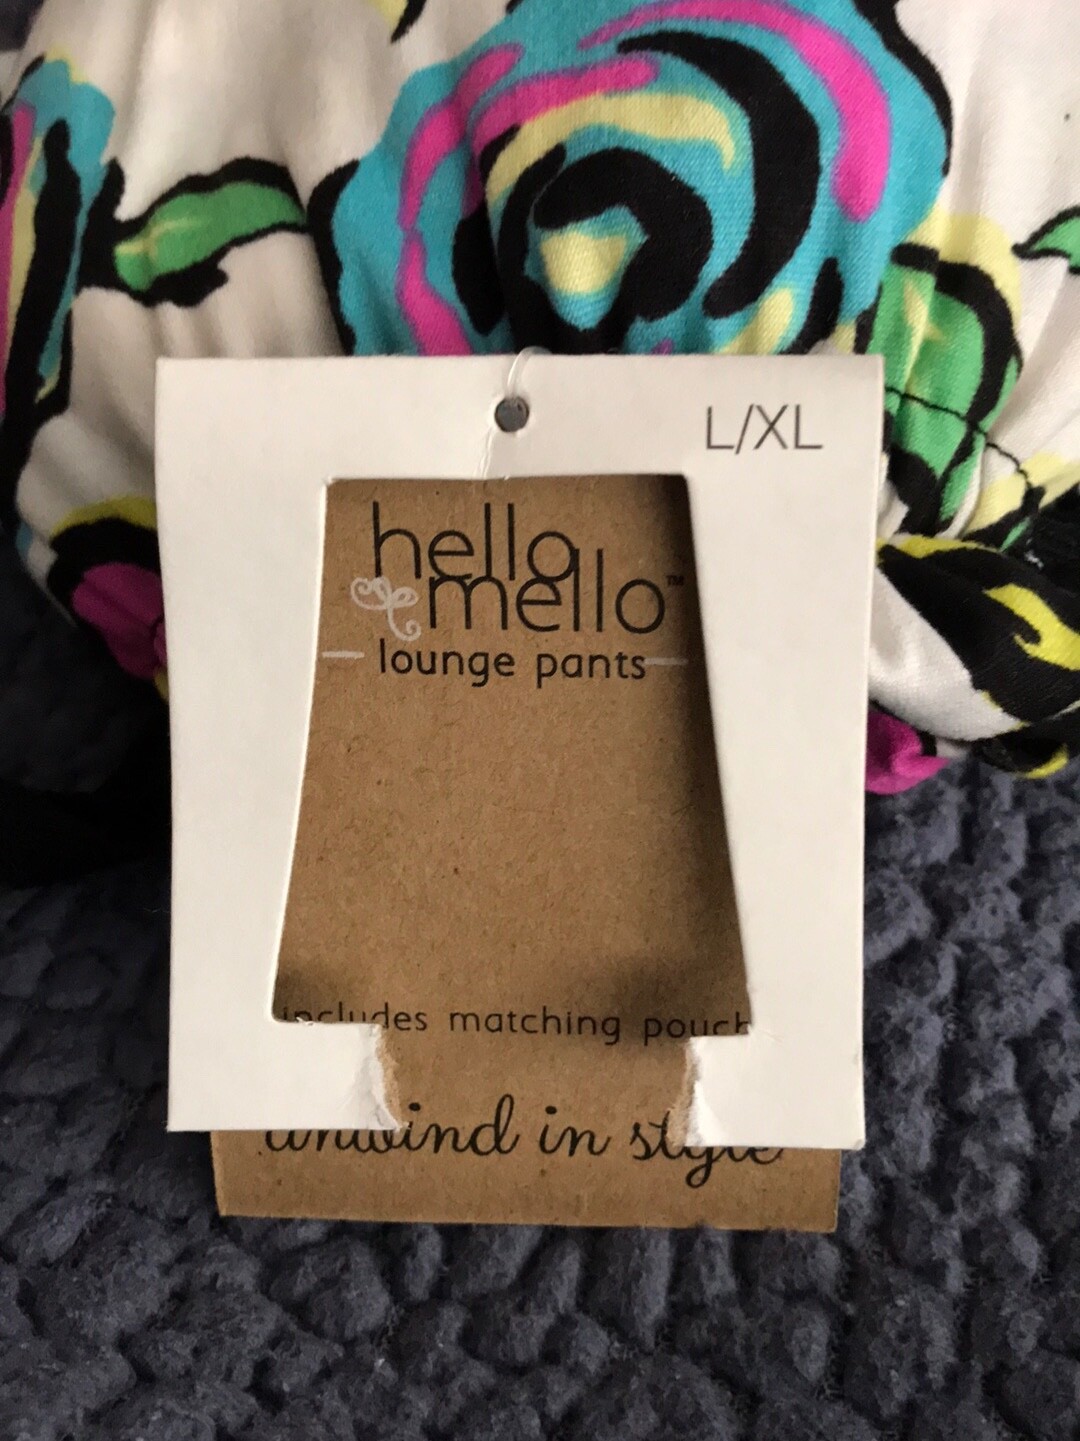 L/XL
hello
mello™
lounge pants
includes matching pouch
unwind in style